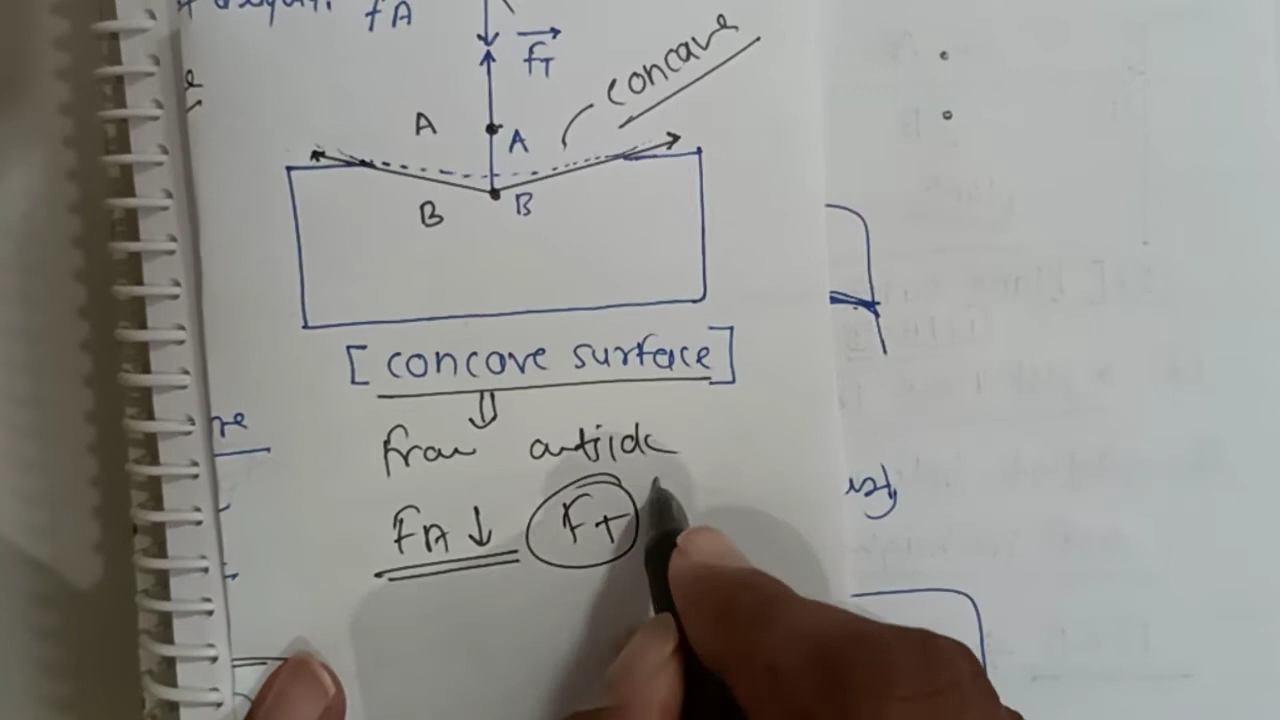 fA
→
fT
concave
A
A
B
B
[ concave surface ]
⇓
from outside
FA ↓ Ft